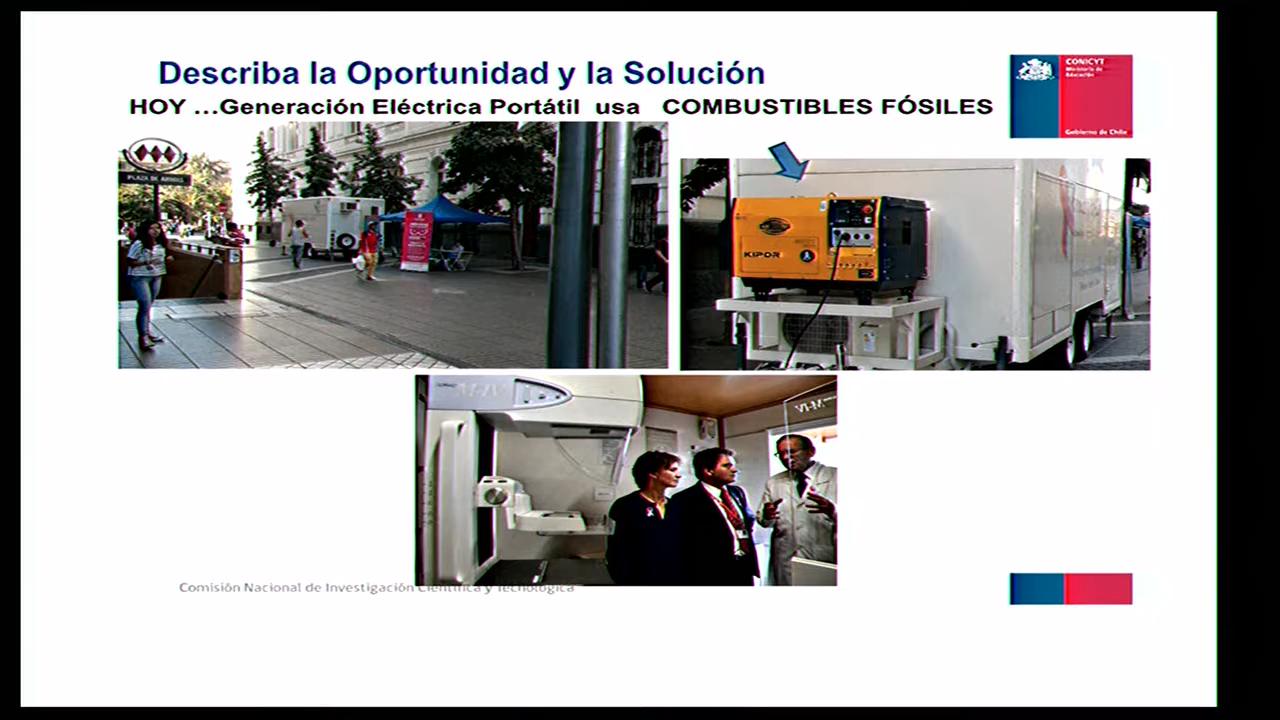 Describa la Oportunidad y la Solución
HOY ...Generación Eléctrica Portátil usa COMBUSTIBLES FÓSILES
CONICYT
Ministerio de
Educación
Gobierno de Chile
PLAZA DE ARMAS
KIPOR
Comisión Nacional de Investigación Científica y Tecnológica